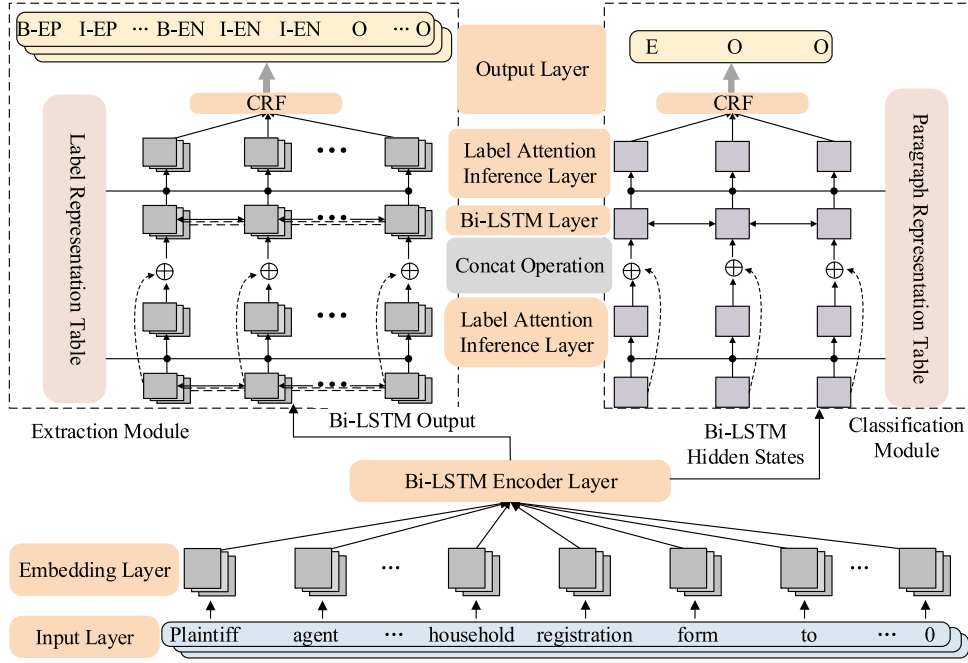 B-EP I-EP ... B-EN I-EN I-EN O ... O
E O O
Output Layer
CRF
CRF
Label Representation Table
Label Attention
Inference Layer
Paragraph Representation Table
Bi-LSTM Layer
Concat Operation
Label Attention
Inference Layer
Extraction Module
Bi-LSTM Output
Bi-LSTM
Hidden States
Classification
Module
Bi-LSTM Encoder Layer
Embedding Layer
... ...
Input Layer
Plaintiff agent ... household registration form to ... 0